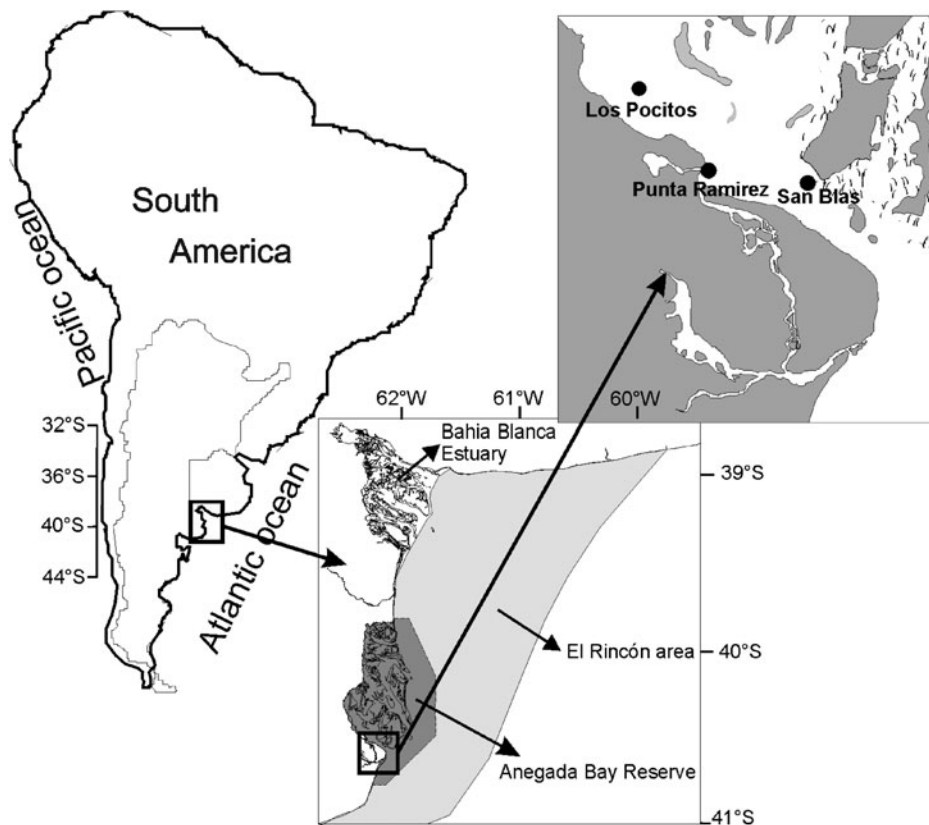 South
America
Pacific ocean
Atlantic ocean
32°S
36°S
40°S
44°S
Los Pocitos
Punta Ramirez
San Blas
62°W
61°W
60°W
Bahia Blanca
Estuary
39°S
El Rincón area
40°S
Anegada Bay Reserve
41°S